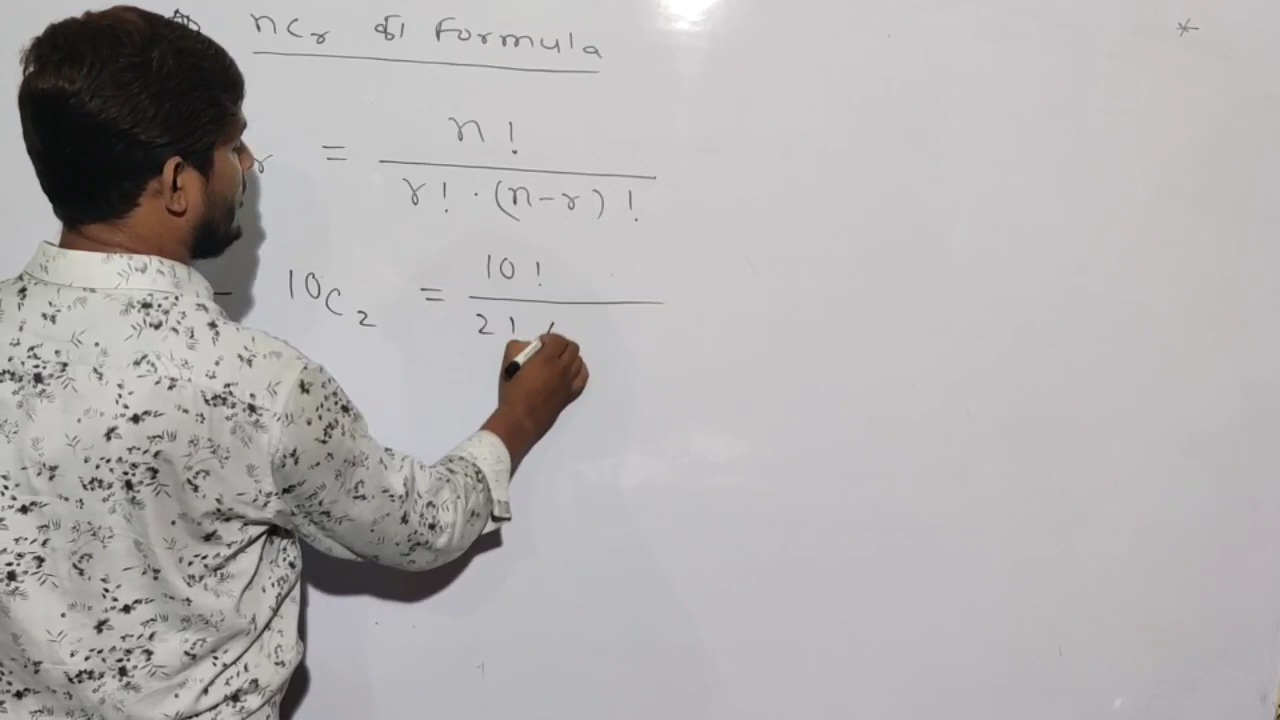 nCr का Formula
r = n! / r! · (n-r)!
10C2 = 10! / 2! (